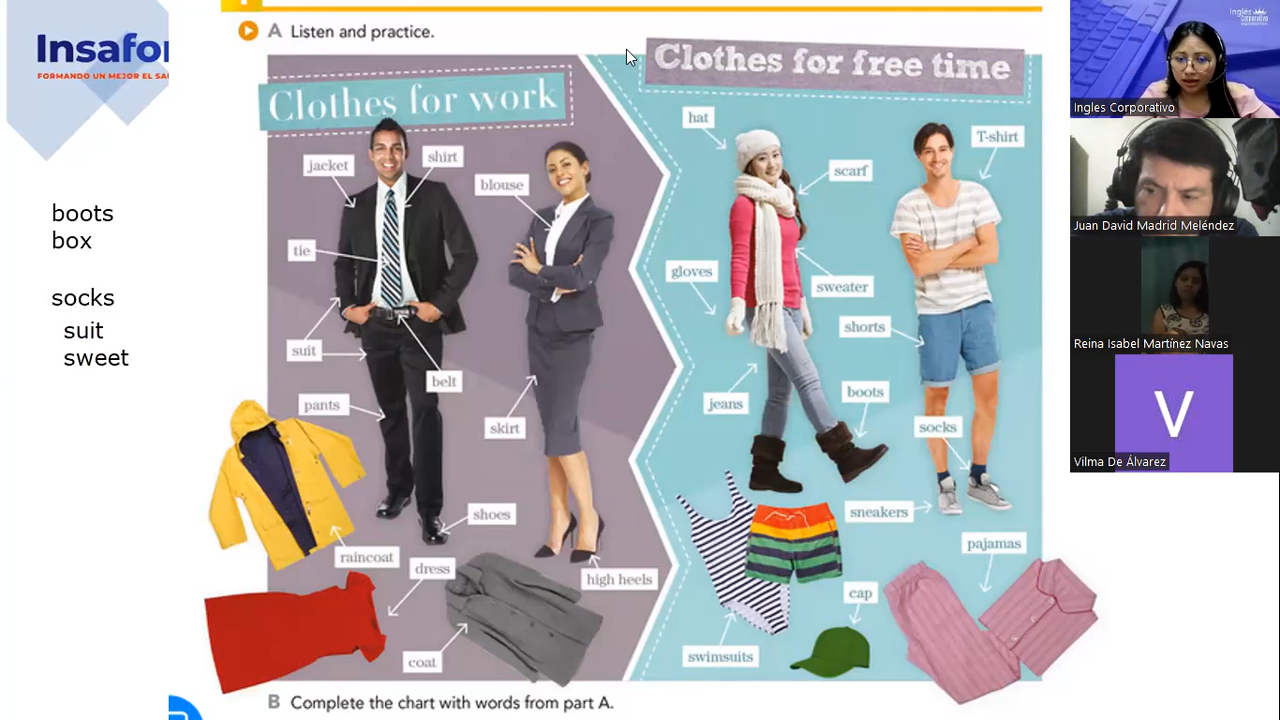 Insafor
FORMANDO UN MEJOR EL SA
boots
box
socks
suit
sweet
A Listen and practice.
Clothes for work
jacket
shirt
blouse
tie
suit
belt
pants
skirt
shoes
raincoat
dress
high heels
coat
Clothes for free time
hat
T-shirt
scarf
gloves
sweater
shorts
jeans
boots
socks
sneakers
pajamas
cap
swimsuits
B Complete the chart with words from part A.
Inglés
Corporativo
Ingles Corporativo
Juan David Madrid Meléndez
Reina Isabel Martínez Navas
V
Vilma De Álvarez